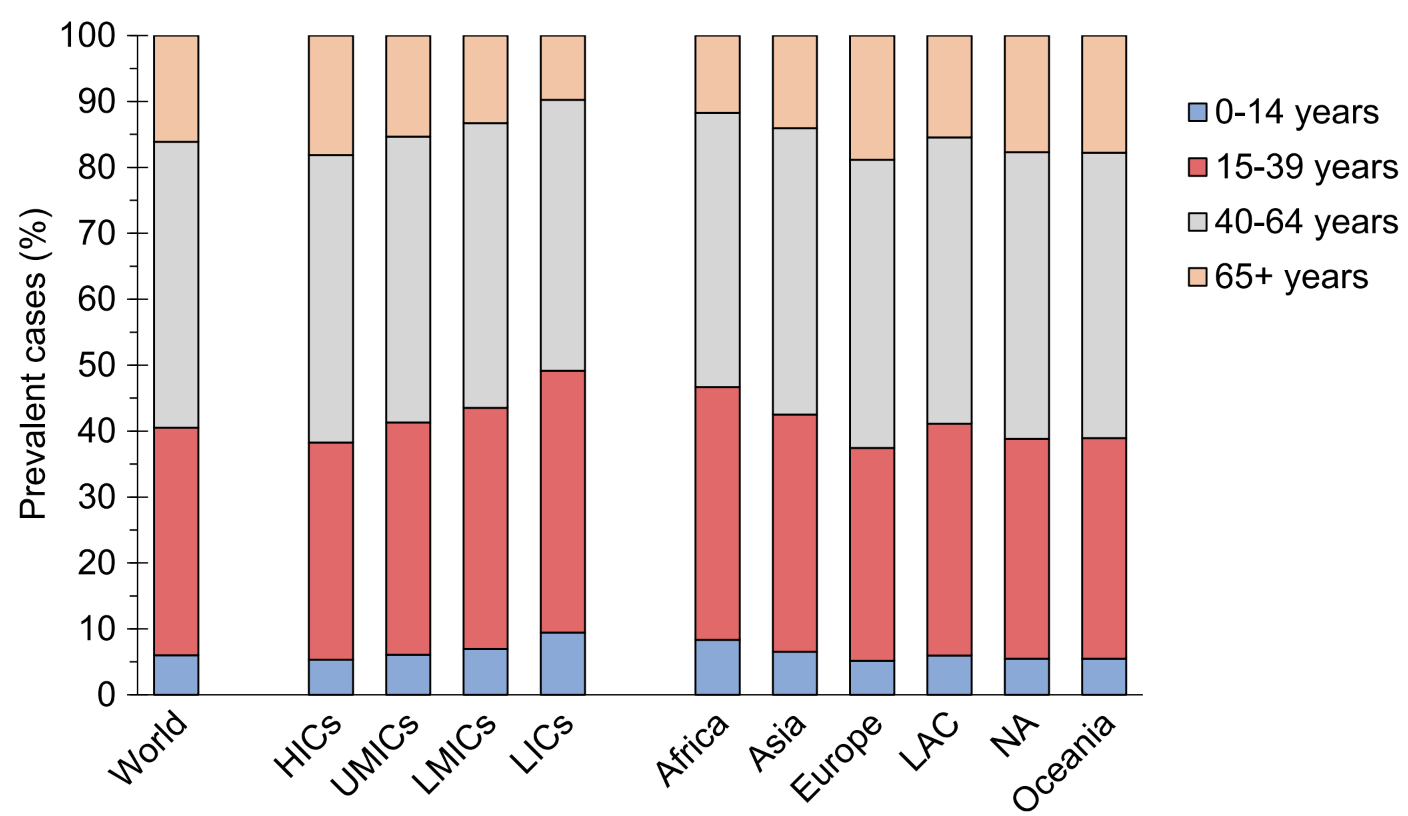 Prevalent cases (%)
100
90
80
70
60
50
40
30
20
10
0
World
HICs
UMICs
LMICs
LICs
Africa
Asia
Europe
LAC
NA
Oceania
0-14 years
15-39 years
40-64 years
65+ years